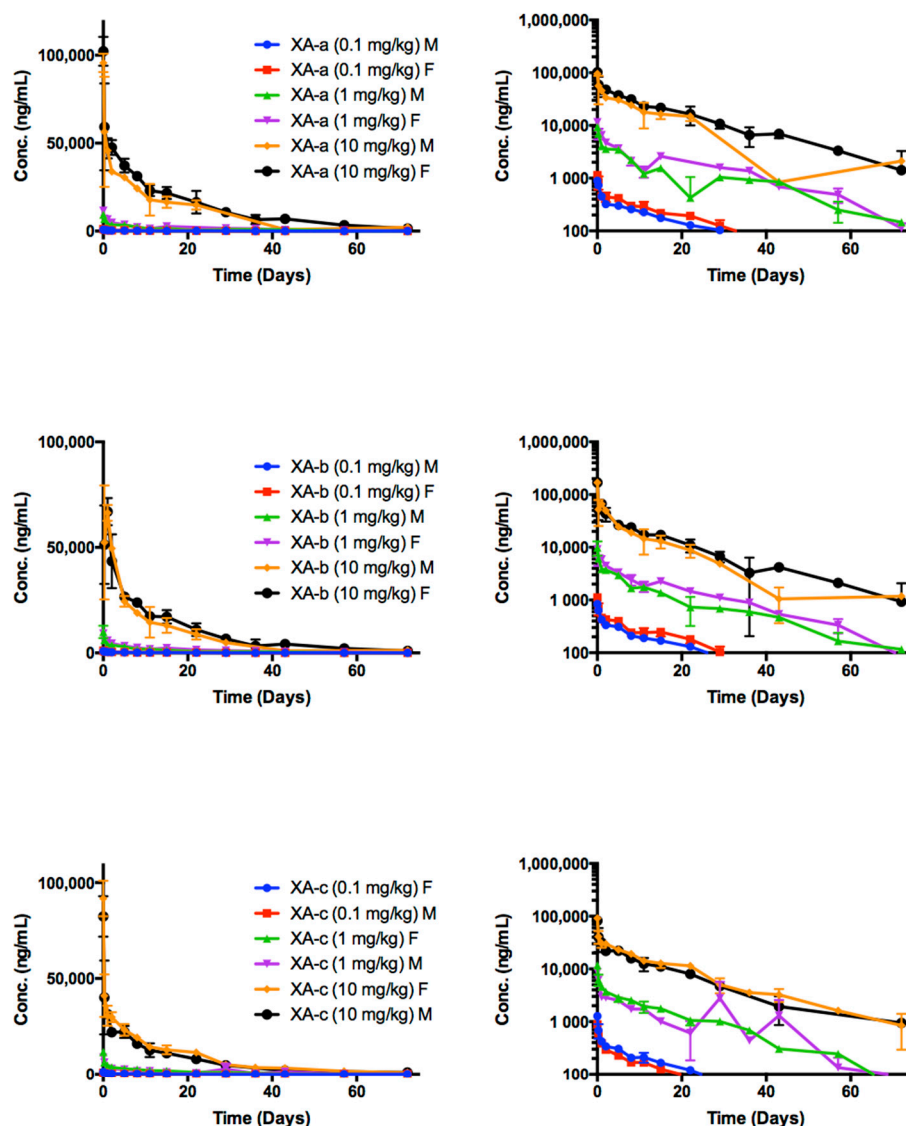 100,000
50,000
0
Conc. (ng/mL)
0 20 40 60
Time (Days)
XA-a (0.1 mg/kg) M
XA-a (0.1 mg/kg) F
XA-a (1 mg/kg) M
XA-a (1 mg/kg) F
XA-a (10 mg/kg) M
XA-a (10 mg/kg) F
1,000,000
100,000
10,000
1 000
100
Conc. (ng/mL)
0 20 40 60
Time (Days)
100,000
50,000
0
Conc. (ng/mL)
0 20 40 60
Time (Days)
XA-b (0.1 mg/kg) M
XA-b (0.1 mg/kg) F
XA-b (1 mg/kg) M
XA-b (1 mg/kg) F
XA-b (10 mg/kg) M
XA-b (10 mg/kg) F
1,000,000
100,000
10,000
1 000
100
Conc. (ng/mL)
0 20 40 60
Time (Days)
100,000
50,000
0
Conc. (ng/mL)
0 20 40 60
Time (Days)
XA-c (0.1 mg/kg) F
XA-c (0.1 mg/kg) M
XA-c (1 mg/kg) F
XA-c (1 mg/kg) M
XA-c (10 mg/kg) F
XA-c (10 mg/kg) M
1,000,000
100,000
10,000
1 000
100
Conc. (ng/mL)
0 20 40 60
Time (Days)